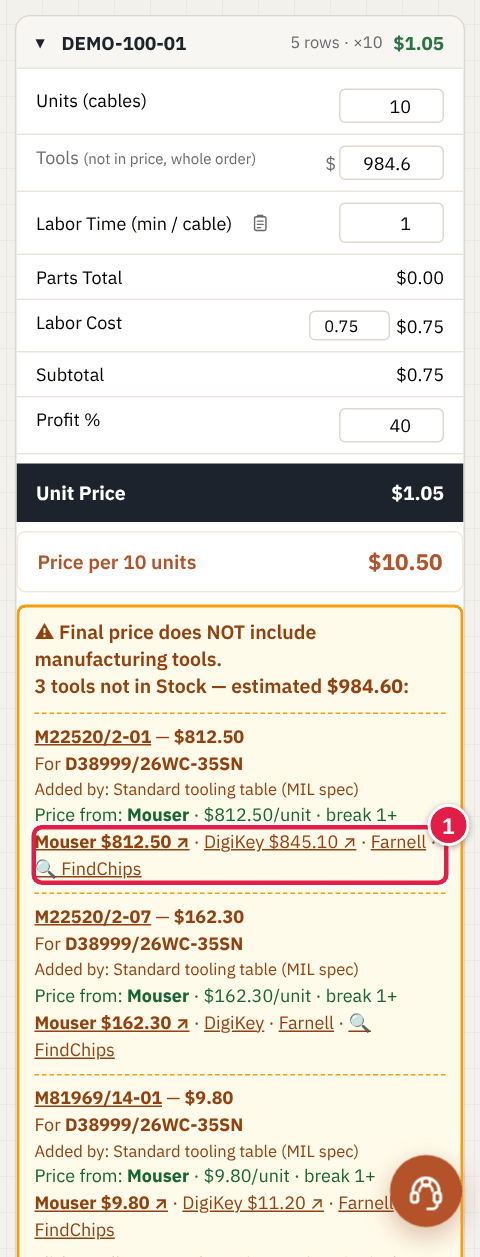 ▼ DEMO-100-01 5 rows · ×10 $1.05
Units (cables) 10
Tools (not in price, whole order) $ 984.6
Labor Time (min / cable) 1
Parts Total $0.00
Labor Cost 0.75 $0.75
Subtotal $0.75
Profit % 40
Unit Price $1.05
Price per 10 units $10.50
⚠ Final price does NOT include
manufacturing tools.
3 tools not in Stock — estimated $984.60:
M22520/2-01 — $812.50
For D38999/26WC-35SN
Added by: Standard tooling table (MIL spec)
Price from: Mouser · $812.50/unit · break 1+
1
Mouser $812.50 ↗ · DigiKey $845.10 ↗ · Farnell ·
🔍 FindChips
M22520/2-07 — $162.30
For D38999/26WC-35SN
Added by: Standard tooling table (MIL spec)
Price from: Mouser · $162.30/unit · break 1+
Mouser $162.30 ↗ · DigiKey · Farnell · 🔍
FindChips
M81969/14-01 — $9.80
For D38999/26WC-35SN
Added by: Standard tooling table (MIL spec)
Price from: Mouser · $9.80/unit · break 1+
Mouser $9.80 ↗ · DigiKey $11.20 ↗ · Farnell
FindChips